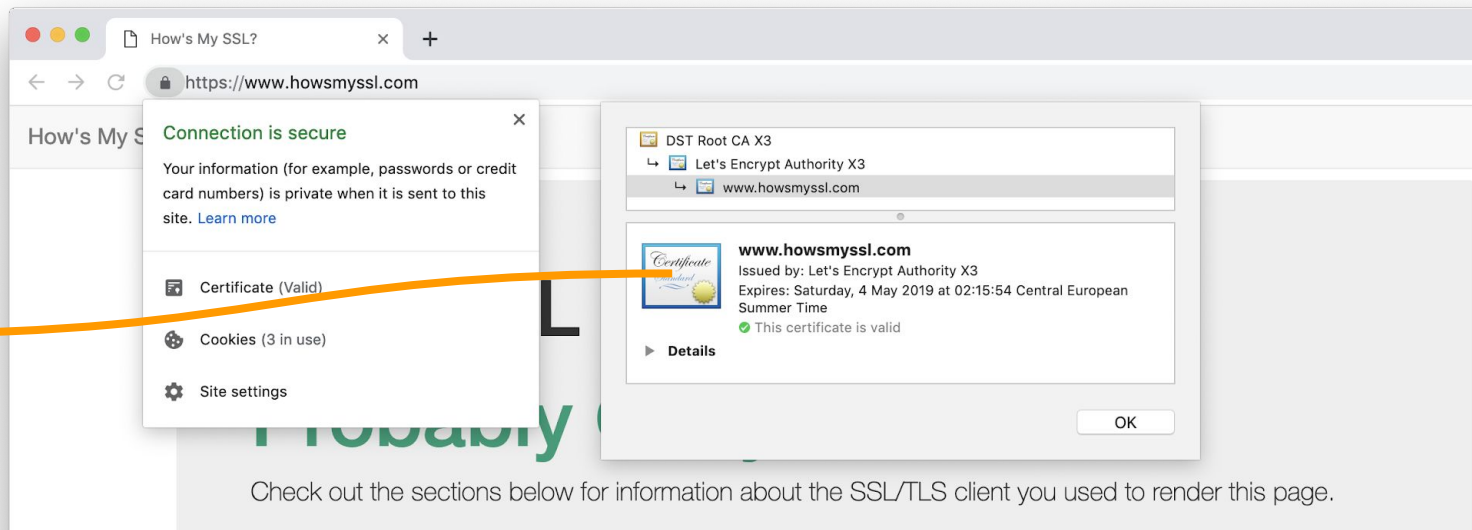 How's My SSL?
https://www.howsmyssl.com
How's My S
Connection is secure
Your information (for example, passwords or credit
card numbers) is private when it is sent to this
site. Learn more
Certificate (Valid)
Cookies (3 in use)
Site settings
DST Root CA X3
Let's Encrypt Authority X3
www.howsmyssl.com
Certificate
Standard
www.howsmyssl.com
Issued by: Let's Encrypt Authority X3
Expires: Saturday, 4 May 2019 at 02:15:54 Central European
Summer Time
This certificate is valid
Details
OK
L
Probably
Check out the sections below for information about the SSL/TLS client you used to render this page.